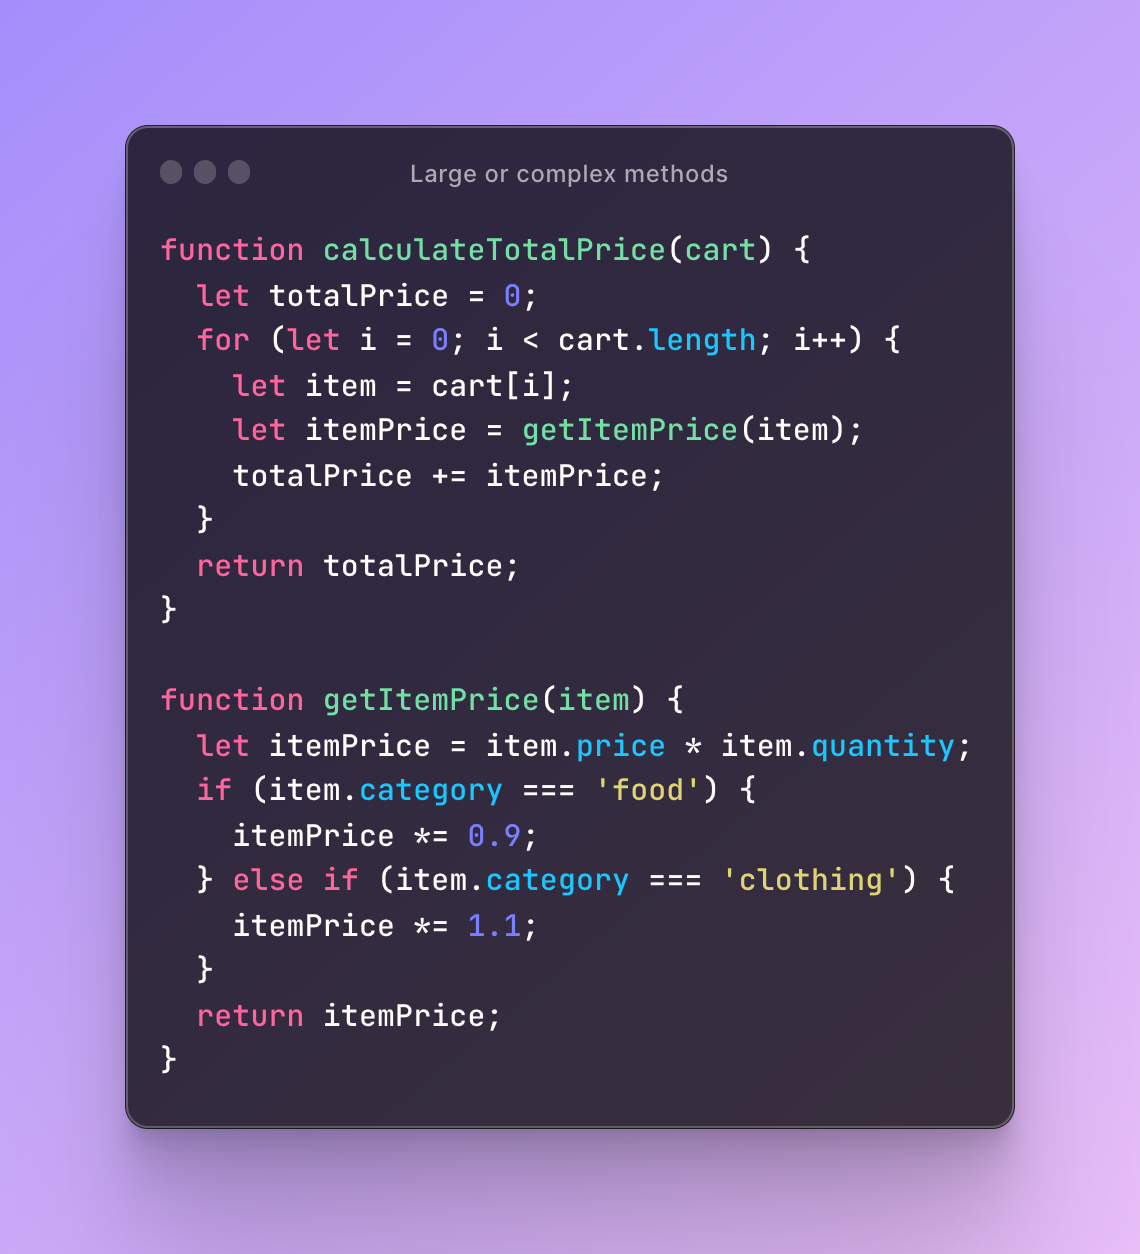 Large or complex methods
function calculateTotalPrice(cart) {
  let totalPrice = 0;
  for (let i = 0; i < cart.length; i++) {
    let item = cart[i];
    let itemPrice = getItemPrice(item);
    totalPrice += itemPrice;
  }
  return totalPrice;
}

function getItemPrice(item) {
  let itemPrice = item.price * item.quantity;
  if (item.category === 'food') {
    itemPrice *= 0.9;
  } else if (item.category === 'clothing') {
    itemPrice *= 1.1;
  }
  return itemPrice;
}